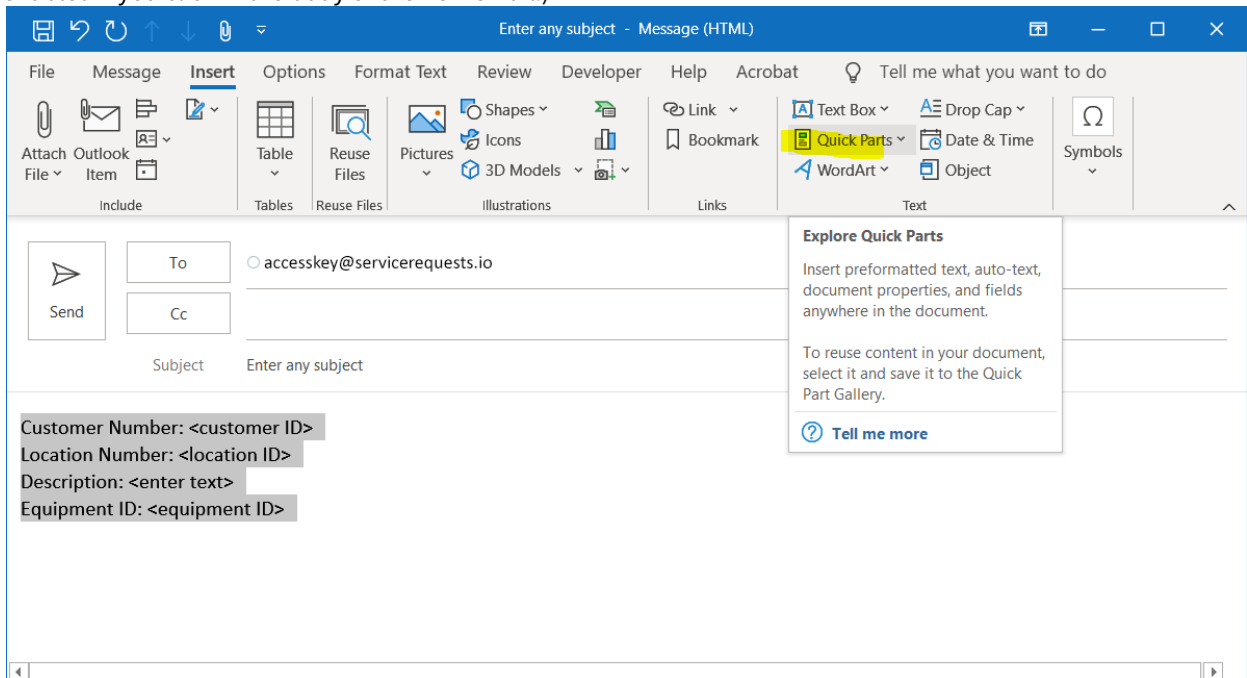 Enter any subject - Message (HTML)
File Message Insert Options Format Text Review Developer Help Acrobat Tell me what you want to do
Attach File
Outlook Item
Include
Table
Tables
Reuse Files
Reuse Files
Pictures
Shapes
Icons
3D Models
Illustrations
Link
Bookmark
Links
Text Box
Quick Parts
WordArt
Drop Cap
Date & Time
Object
Text
Ω
Symbols
Explore Quick Parts
Insert preformatted text, auto-text,
document properties, and fields
anywhere in the document.
To reuse content in your document,
select it and save it to the Quick
Part Gallery.
Tell me more
Send
To
accesskey@servicerequests.io
Cc
Subject
Enter any subject
Customer Number: <customer ID>
Location Number: <location ID>
Description: <enter text>
Equipment ID: <equipment ID>